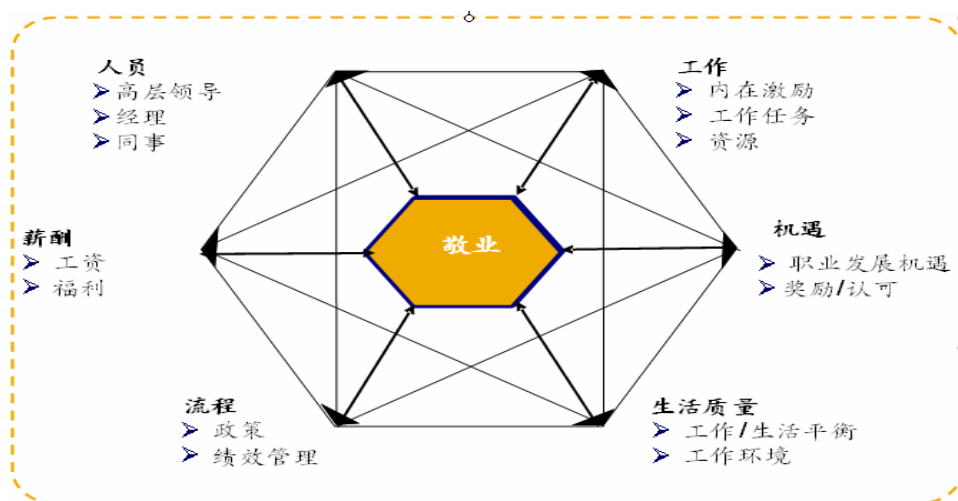 人员
高层领导
经理
同事
工作
内在激励
工作任务
资源
薪酬
工资
福利
敬业
机遇
职业发展机遇
奖励/认可
流程
政策
绩效管理
生活质量
工作/生活平衡
工作环境